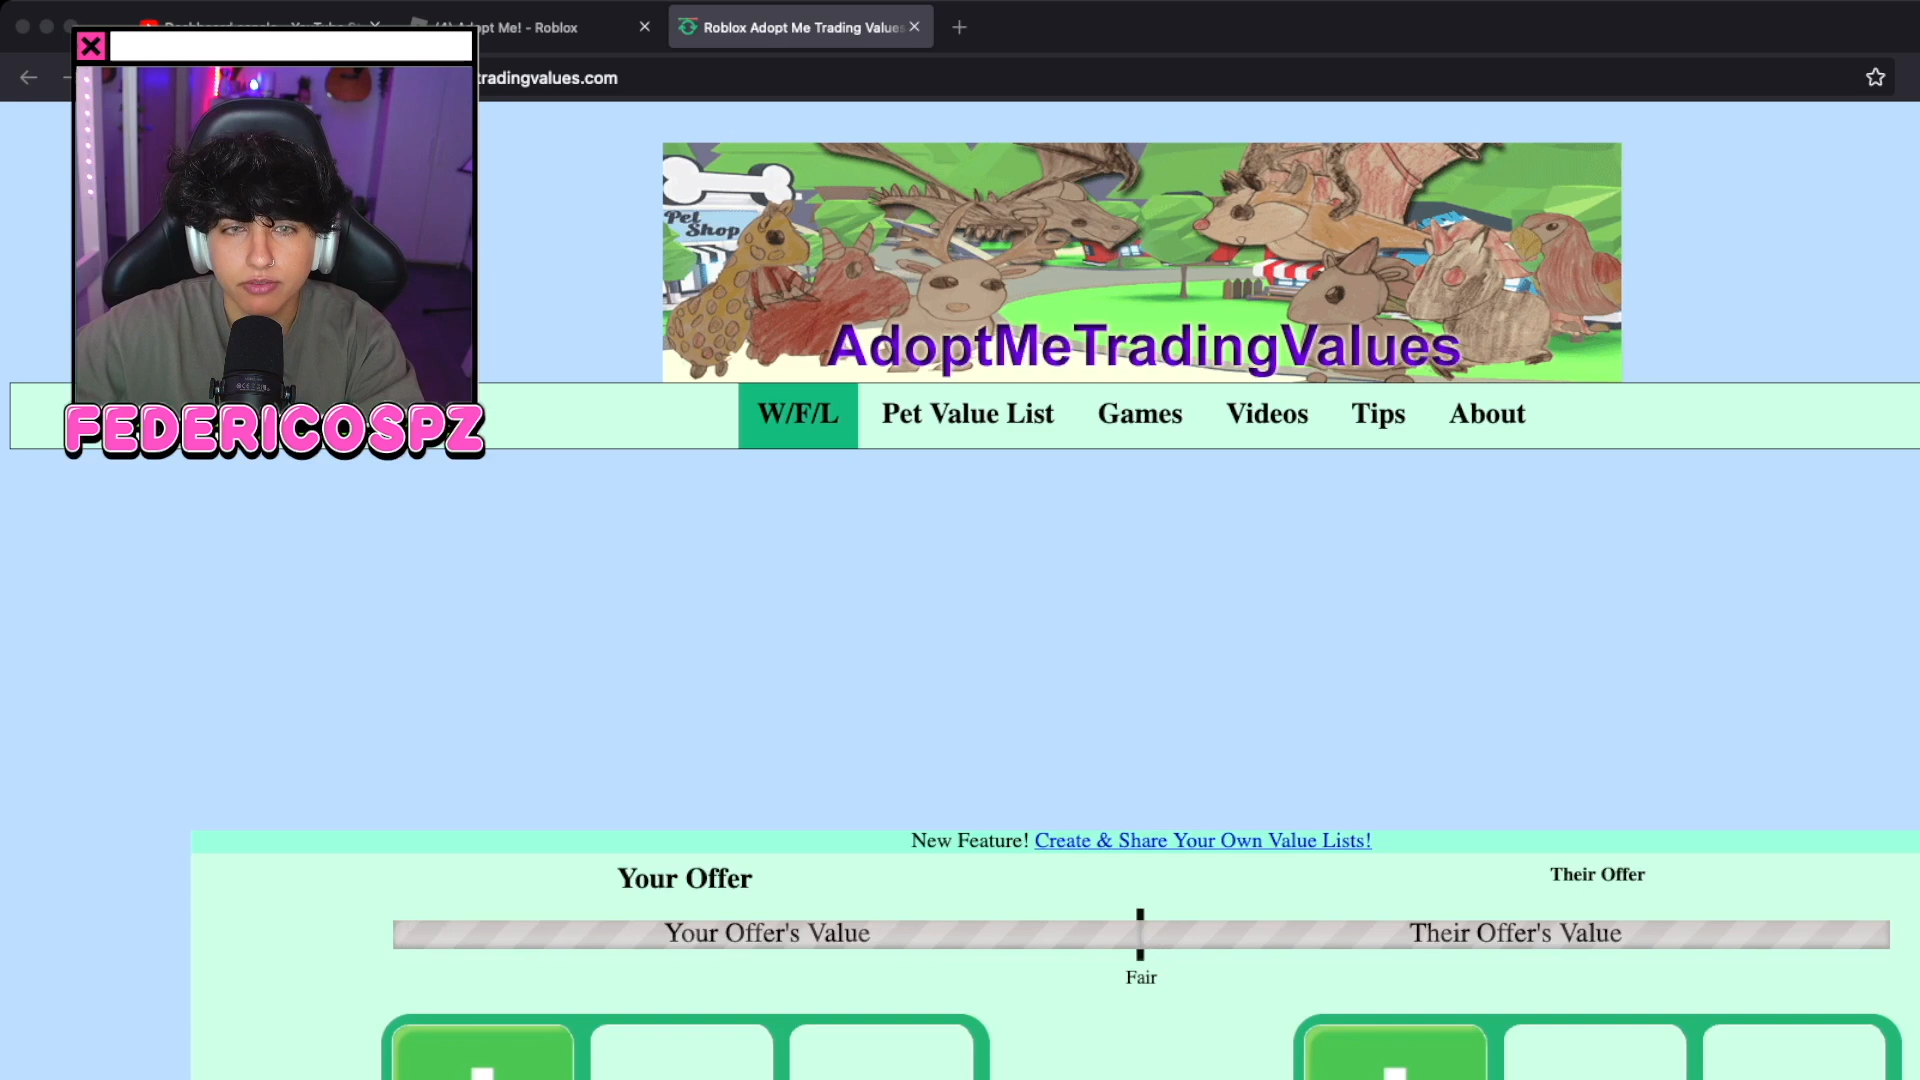 opt Me! - Roblox
Roblox Adopt Me Trading Values
tradingvalues.com
Pet
Shop
AdoptMeTradingValues
FEDERICOSPZ
W/F/L
Pet Value List
Games
Videos
Tips
About
New Feature! Create & Share Your Own Value Lists!
Your Offer
Their Offer
Your Offer's Value
Their Offer's Value
Fair